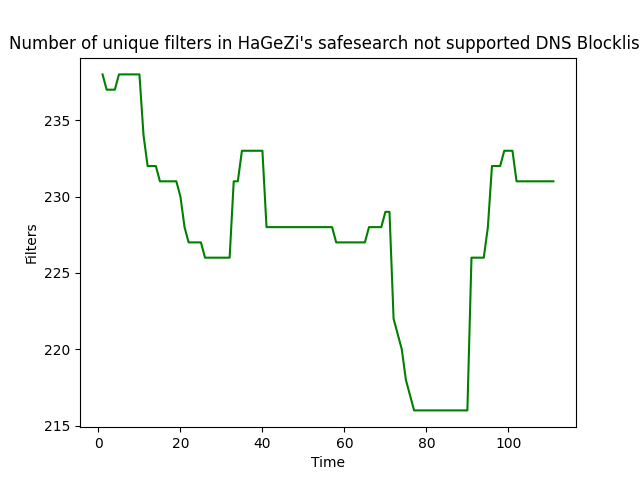 Number of unique filters in HaGeZi's safesearch not supported DNS Blocklis
235
230
225
220
215
Filters
0 20 40 60 80 100
Time